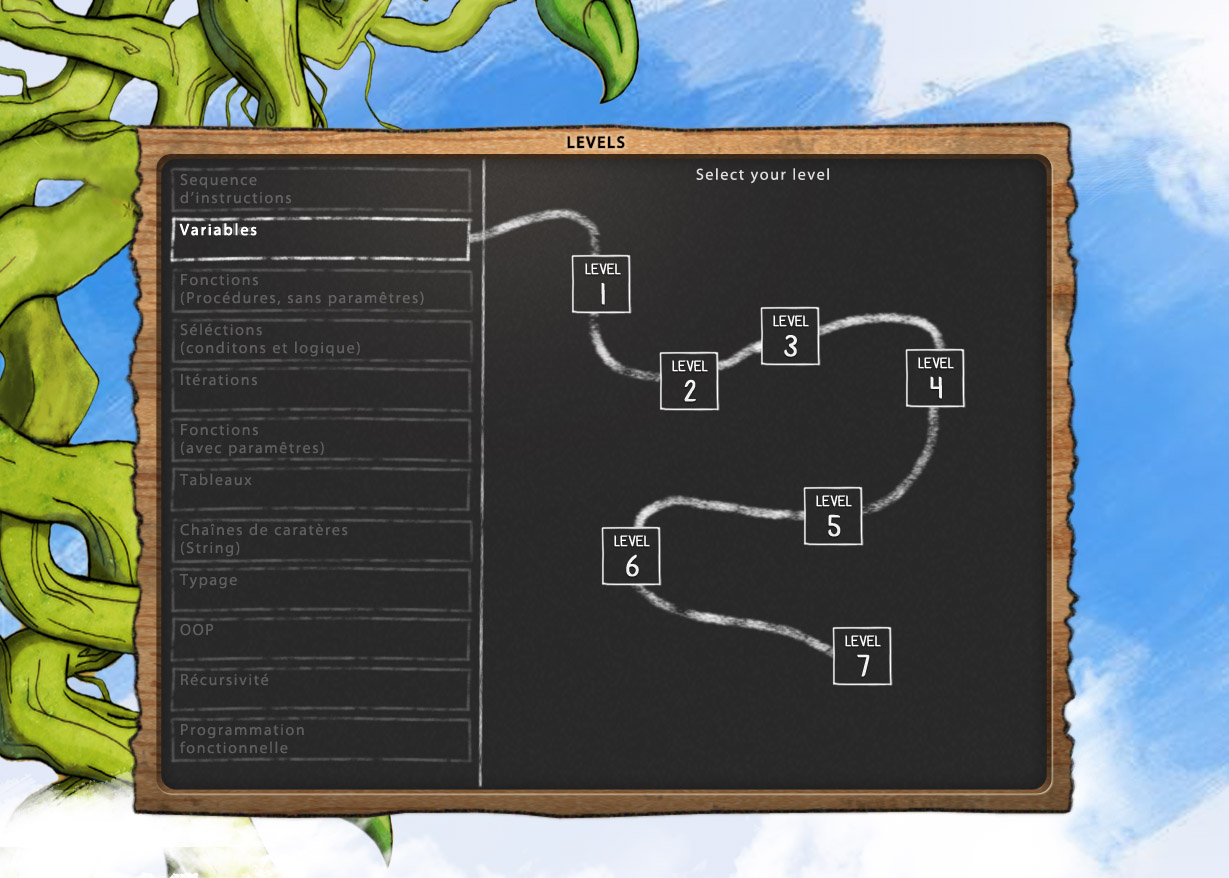 LEVELS
Sequence
d'instructions
Variables
Fonctions
(Procédures, sans paramêtres)
Séléctions
(conditons et logique)
Itérations
Fonctions
(avec paramêtres)
Tableaux
Chaînes de caratères
(String)
Typage
OOP
Récursivité
Programmation
fonctionnelle
Select your level
LEVEL
1
LEVEL
2
LEVEL
3
LEVEL
4
LEVEL
5
LEVEL
6
LEVEL
7